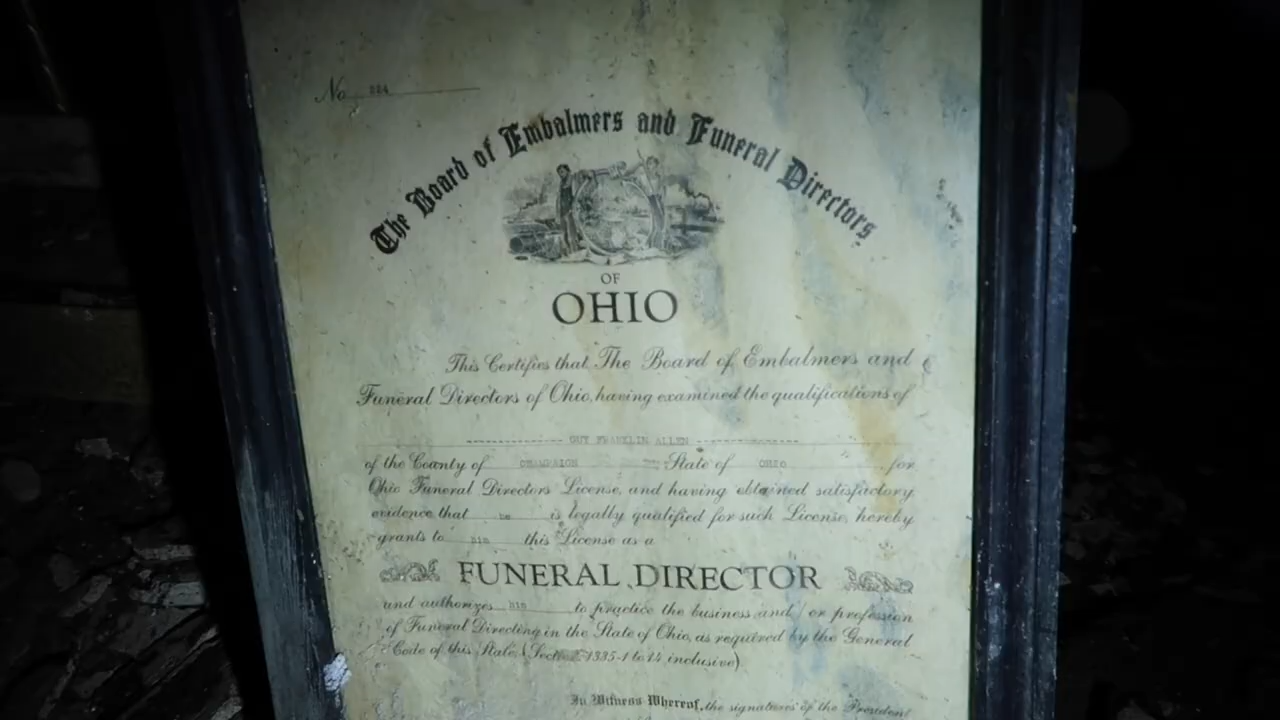 No 224
The Board of Embalmers and Funeral Directors
OF
OHIO
This Certifies that The Board of Embalmers and
Funeral Directors of Ohio, having examined the qualifications of
GUY FRANKLIN ALLEN
of the County of CHAMPAIGN State of OHIO for
Ohio Funeral Directors License, and having obtained satisfactory
evidence that he is legally qualified for such License, hereby
grants to him this License as a
FUNERAL DIRECTOR
and authorizes him to practice the business and/or profession
of Funeral Directing in the State of Ohio, as required by the General
Code of this State (Sect. 1335-1 to 14 inclusive)
In Witness Whereof, the signatures of the President